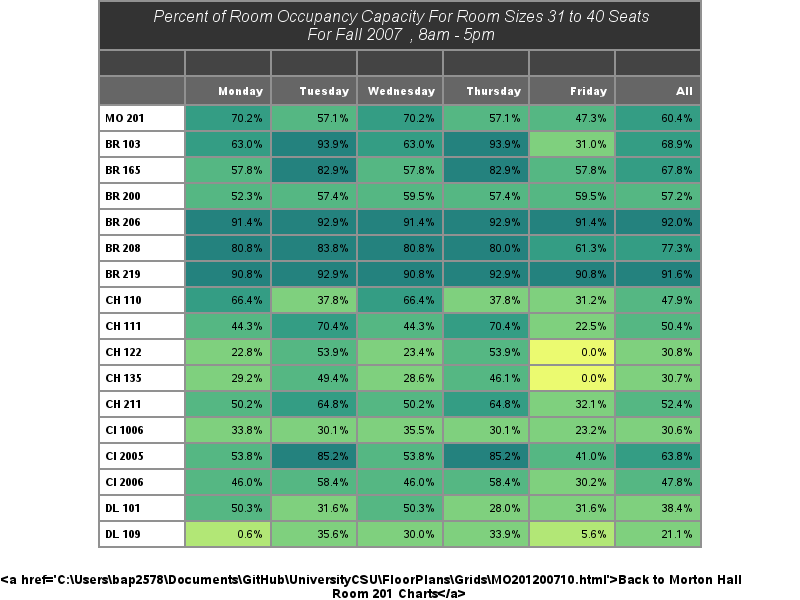 Percent of Room Occupancy Capacity For Room Sizes 31 to 40 Seats
For Fall 2007 , 8am - 5pm
Monday Tuesday Wednesday Thursday Friday All
MO 201 70.2% 57.1% 70.2% 57.1% 47.3% 60.4%
BR 103 63.0% 93.9% 63.0% 93.9% 31.0% 68.9%
BR 165 57.8% 82.9% 57.8% 82.9% 57.8% 67.8%
BR 200 52.3% 57.4% 59.5% 57.4% 59.5% 57.2%
BR 206 91.4% 92.9% 91.4% 92.9% 91.4% 92.0%
BR 208 80.8% 83.8% 80.8% 80.0% 61.3% 77.3%
BR 219 90.8% 92.9% 90.8% 92.9% 90.8% 91.6%
CH 110 66.4% 37.8% 66.4% 37.8% 31.2% 47.9%
CH 111 44.3% 70.4% 44.3% 70.4% 22.5% 50.4%
CH 122 22.8% 53.9% 23.4% 53.9% 0.0% 30.8%
CH 135 29.2% 49.4% 28.6% 46.1% 0.0% 30.7%
CH 211 50.2% 64.8% 50.2% 64.8% 32.1% 52.4%
CI 1006 33.8% 30.1% 35.5% 30.1% 23.2% 30.6%
CI 2005 53.8% 85.2% 53.8% 85.2% 41.0% 63.8%
CI 2006 46.0% 58.4% 46.0% 58.4% 30.2% 47.8%
DL 101 50.3% 31.6% 50.3% 28.0% 31.6% 38.4%
DL 109 0.6% 35.6% 30.0% 33.9% 5.6% 21.1%
<a href='C:\Users\bap2578\Documents\GitHub\UniversityCSU\FloorPlans\Grids\MO201200710.html'>Back to Morton Hall
Room 201 Charts</a>